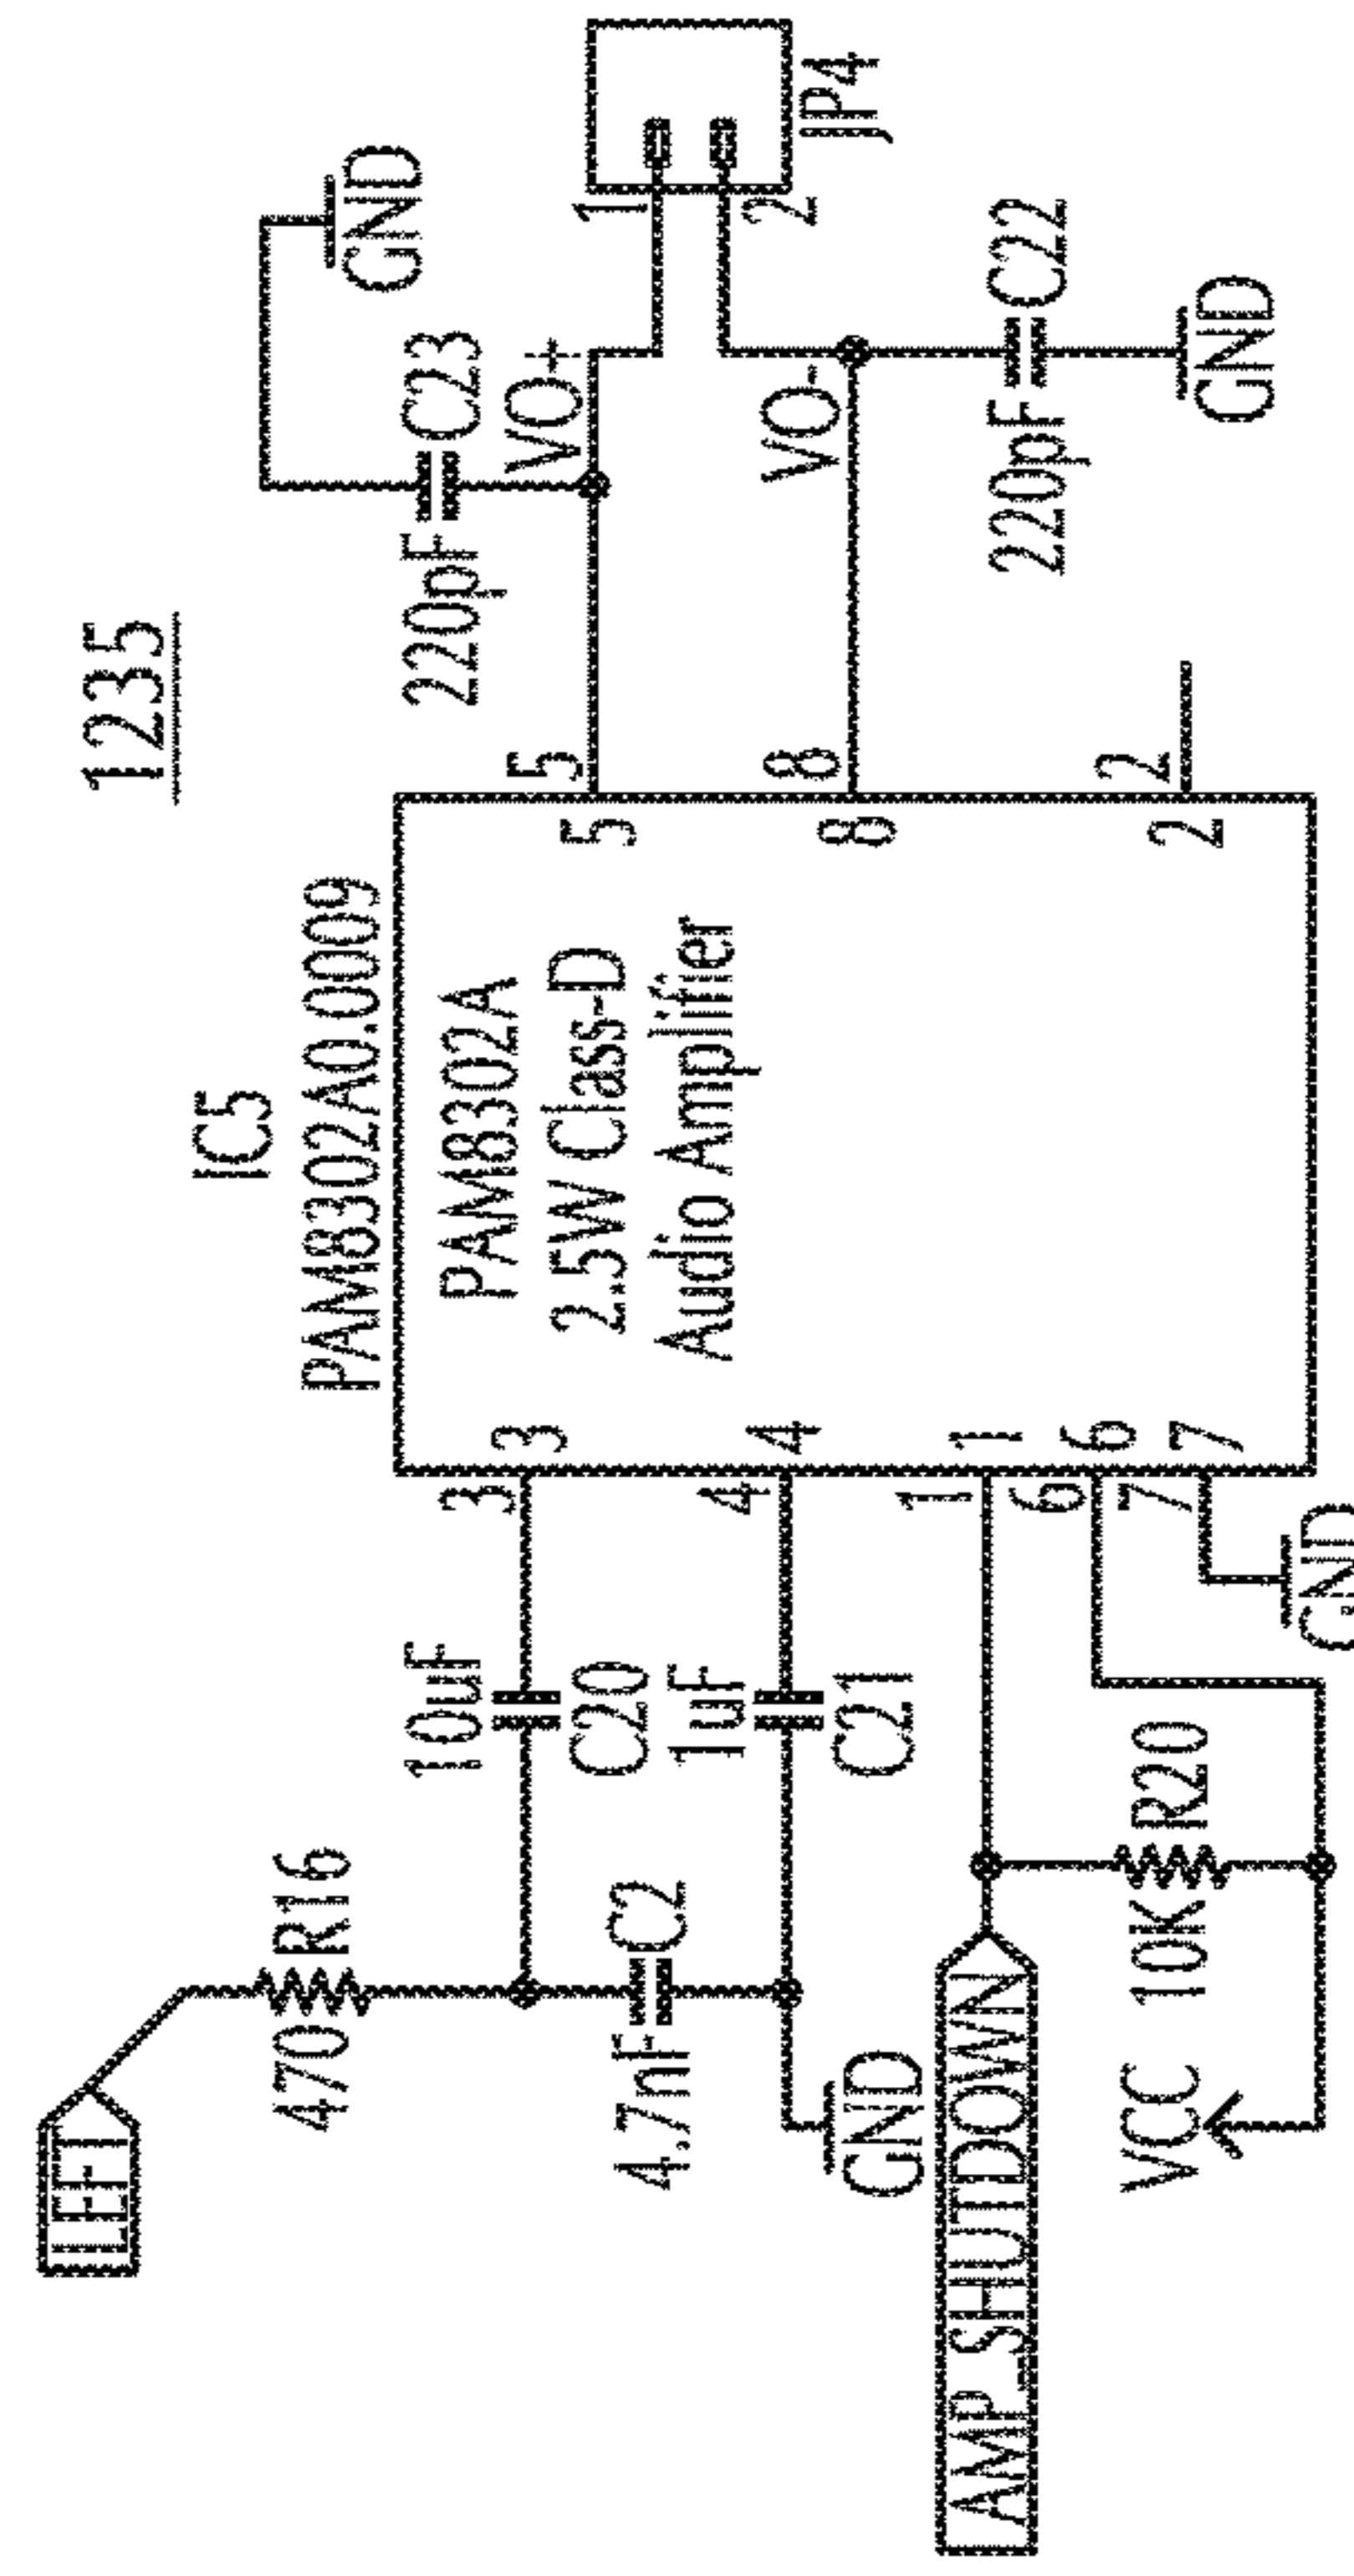 1235
IC5
PAM8302A0.0009
PAM8302A
2.5W Class-D
Audio Amplifier
LEFT
470
R16
10uF
C20
3
3
4.7nF
C2
1uF
C21
4
4
GND
AMP_SHUTDOWN
1
1
10K
R20
6
6
VCC
7
7
GND
5
5
220pF
C23
GND
VO+
1
8
8
VO-
2
JP4
220pF
C22
GND
2
2